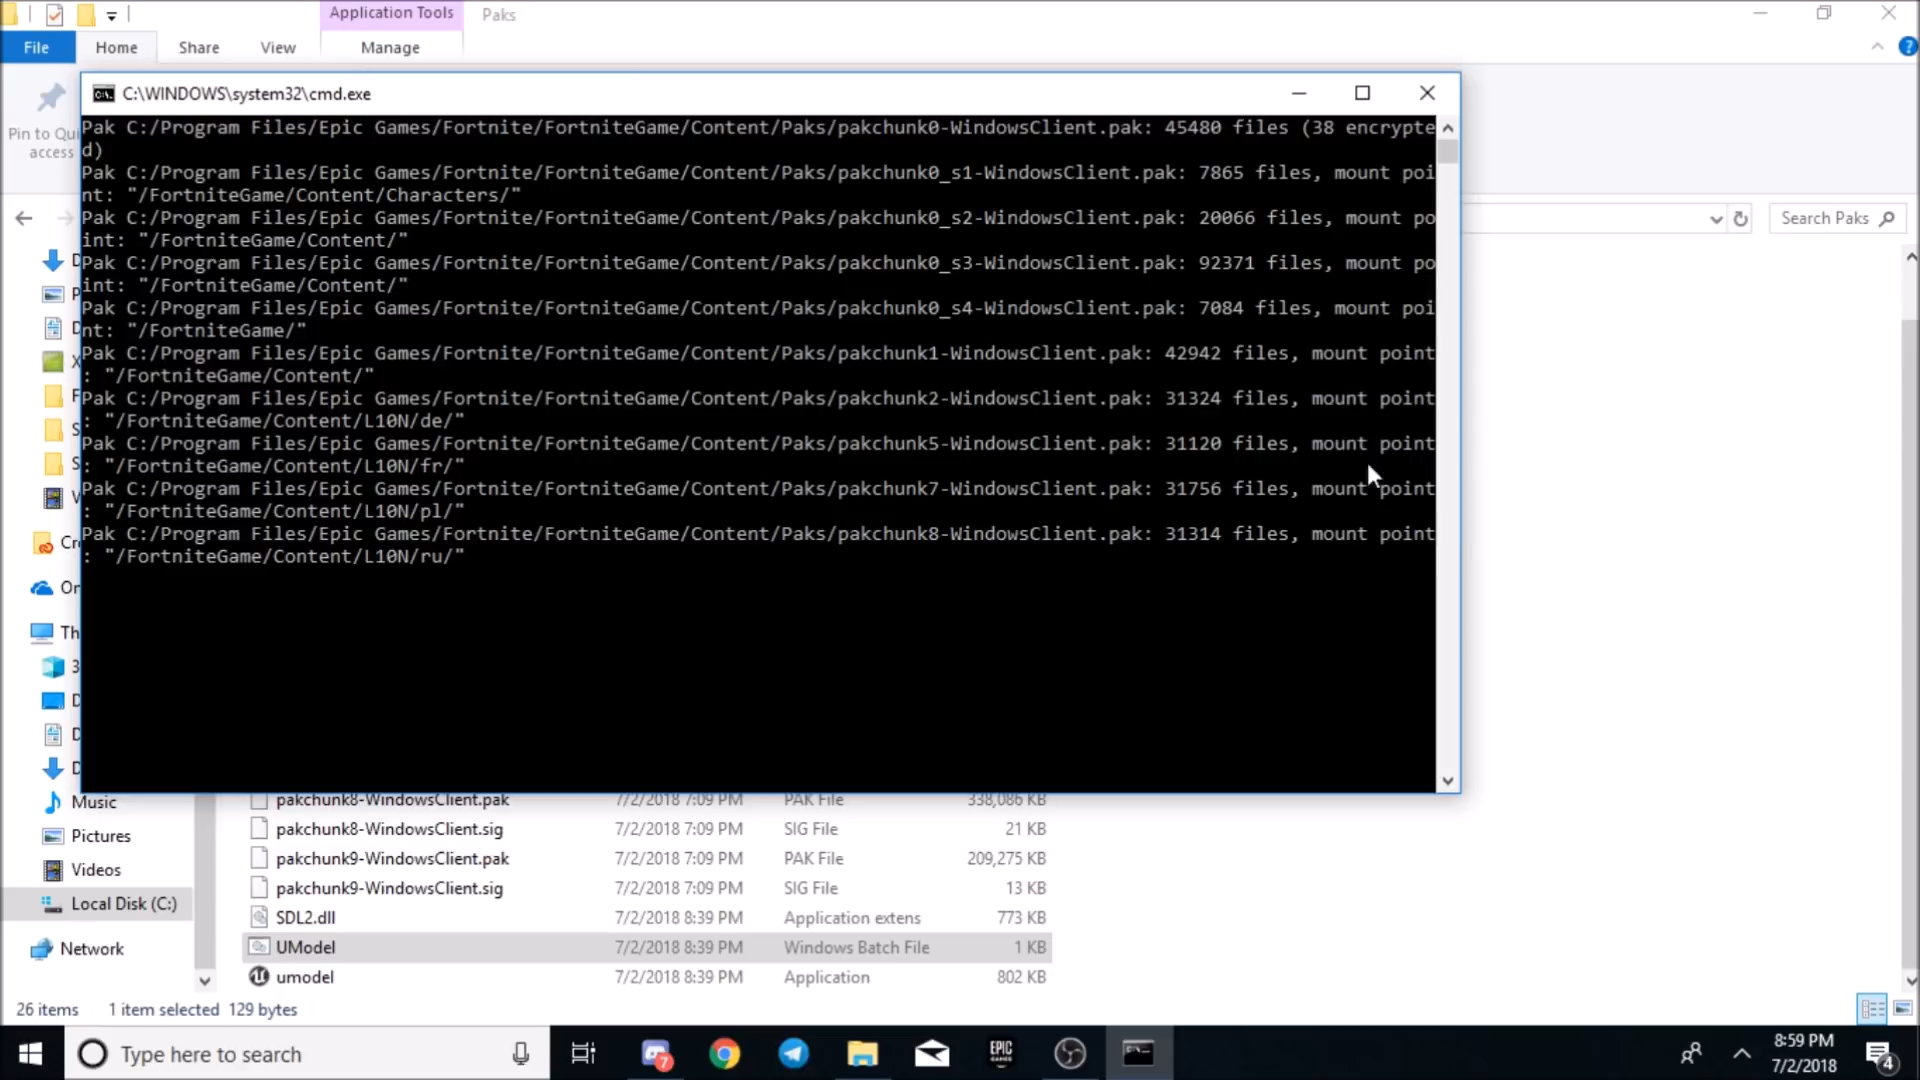 Application Tools
Paks
File
Home
Share
View
Manage
Pin to Qui
access
C:\WINDOWS\system32\cmd.exe
Pak C:/Program Files/Epic Games/Fortnite/FortniteGame/Content/Paks/pakchunk0-WindowsClient.pak: 45480 files (38 encrypte
d)
Pak C:/Program Files/Epic Games/Fortnite/FortniteGame/Content/Paks/pakchunk0_s1-WindowsClient.pak: 7865 files, mount poi
nt: "/FortniteGame/Content/Characters/"
Pak C:/Program Files/Epic Games/Fortnite/FortniteGame/Content/Paks/pakchunk0_s2-WindowsClient.pak: 20066 files, mount po
int: "/FortniteGame/Content/"
Pak C:/Program Files/Epic Games/Fortnite/FortniteGame/Content/Paks/pakchunk0_s3-WindowsClient.pak: 92371 files, mount po
int: "/FortniteGame/Content/"
Pak C:/Program Files/Epic Games/Fortnite/FortniteGame/Content/Paks/pakchunk0_s4-WindowsClient.pak: 7084 files, mount poi
nt: "/FortniteGame/"
Pak C:/Program Files/Epic Games/Fortnite/FortniteGame/Content/Paks/pakchunk1-WindowsClient.pak: 42942 files, mount point
: "/FortniteGame/Content/"
Pak C:/Program Files/Epic Games/Fortnite/FortniteGame/Content/Paks/pakchunk2-WindowsClient.pak: 31324 files, mount point
: "/FortniteGame/Content/L10N/de/"
Pak C:/Program Files/Epic Games/Fortnite/FortniteGame/Content/Paks/pakchunk5-WindowsClient.pak: 31120 files, mount point
: "/FortniteGame/Content/L10N/fr/"
Pak C:/Program Files/Epic Games/Fortnite/FortniteGame/Content/Paks/pakchunk7-WindowsClient.pak: 31756 files, mount point
: "/FortniteGame/Content/L10N/pl/"
Pak C:/Program Files/Epic Games/Fortnite/FortniteGame/Content/Paks/pakchunk8-WindowsClient.pak: 31314 files, mount point
: "/FortniteGame/Content/L10N/ru/"
Search Paks
Cr
On
Th
3
Music
Pictures
Videos
Local Disk (C:)
Network
pakchunk8-WindowsClient.pak 7/2/2018 7:09 PM PAK File 338,086 KB
pakchunk8-WindowsClient.sig 7/2/2018 7:09 PM SIG File 21 KB
pakchunk9-WindowsClient.pak 7/2/2018 7:09 PM PAK File 209,275 KB
pakchunk9-WindowsClient.sig 7/2/2018 7:09 PM SIG File 13 KB
SDL2.dll 7/2/2018 8:39 PM Application extens 773 KB
UModel 7/2/2018 8:39 PM Windows Batch File 1 KB
umodel 7/2/2018 8:39 PM Application 802 KB
26 items 1 item selected 129 bytes
Type here to search
7
EPIC
GAMES
8:59 PM
7/2/2018
4